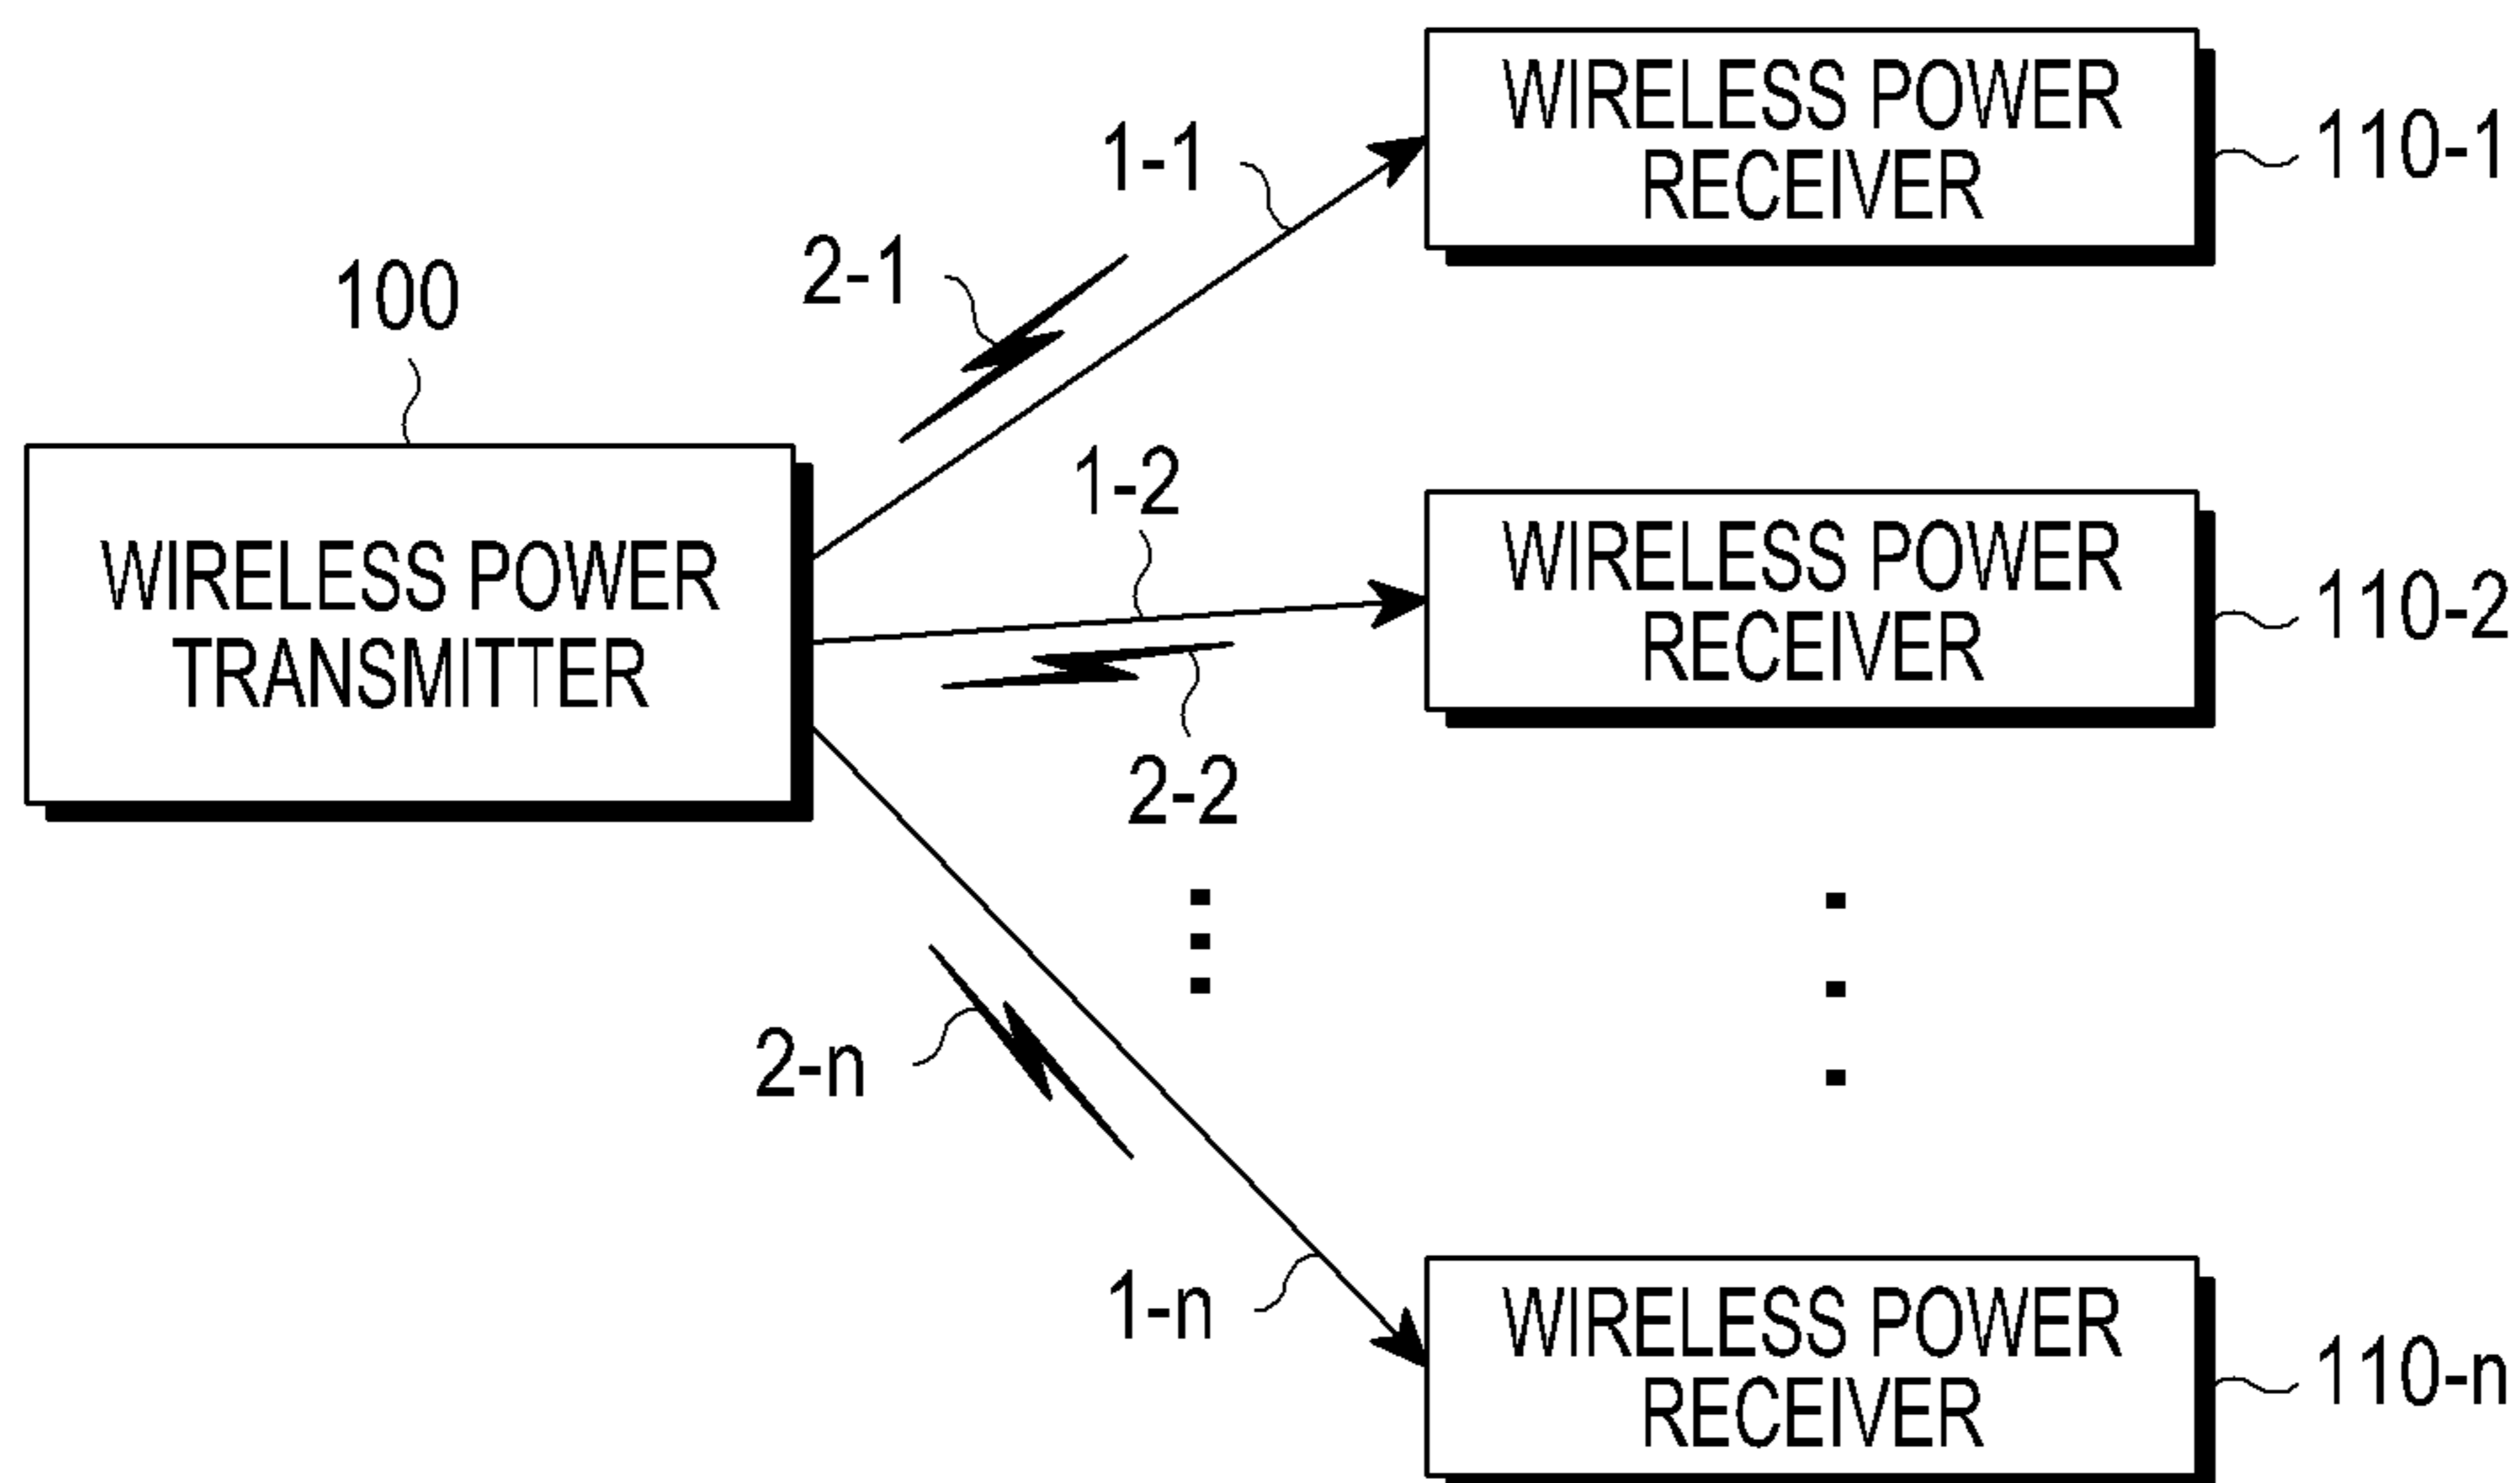 WIRELESS POWER
RECEIVER
110-1
1-1
2-1
100
1-2
WIRELESS POWER
TRANSMITTER
WIRELESS POWER
RECEIVER
110-2
2-2
2-n
1-n
WIRELESS POWER
RECEIVER
110-n